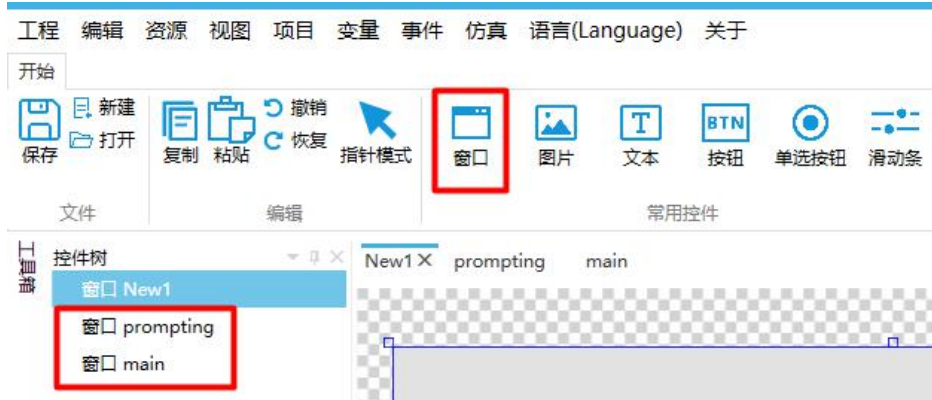 工程 编辑 资源 视图 项目 变量 事件 仿真 语言(Language) 关于
开始
保存 新建 打开 复制 粘贴 撤销 恢复 指针模式 窗口 图片 T 文本 BTN 按钮 单选按钮 滑动条
文件 编辑 常用控件
工具箱
控件树
窗口 New1
窗口 prompting
窗口 main
New1 prompting main